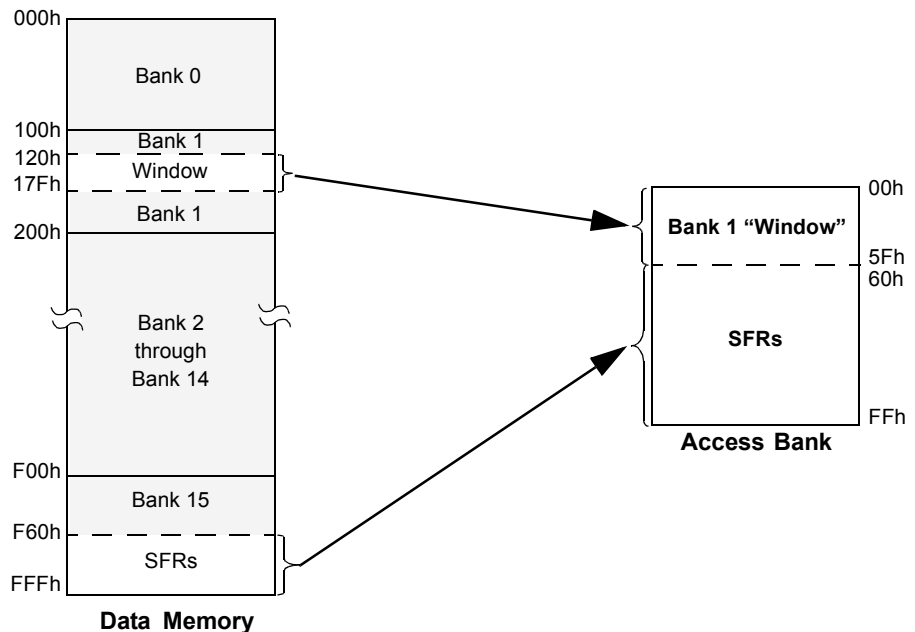 000h
Bank 0
100h
Bank 1
120h
Window
17Fh
Bank 1
200h
Bank 2
through
Bank 14
F00h
Bank 15
F60h
SFRs
FFFh
Data Memory
00h
Bank 1 “Window”
5Fh
60h
SFRs
FFh
Access Bank